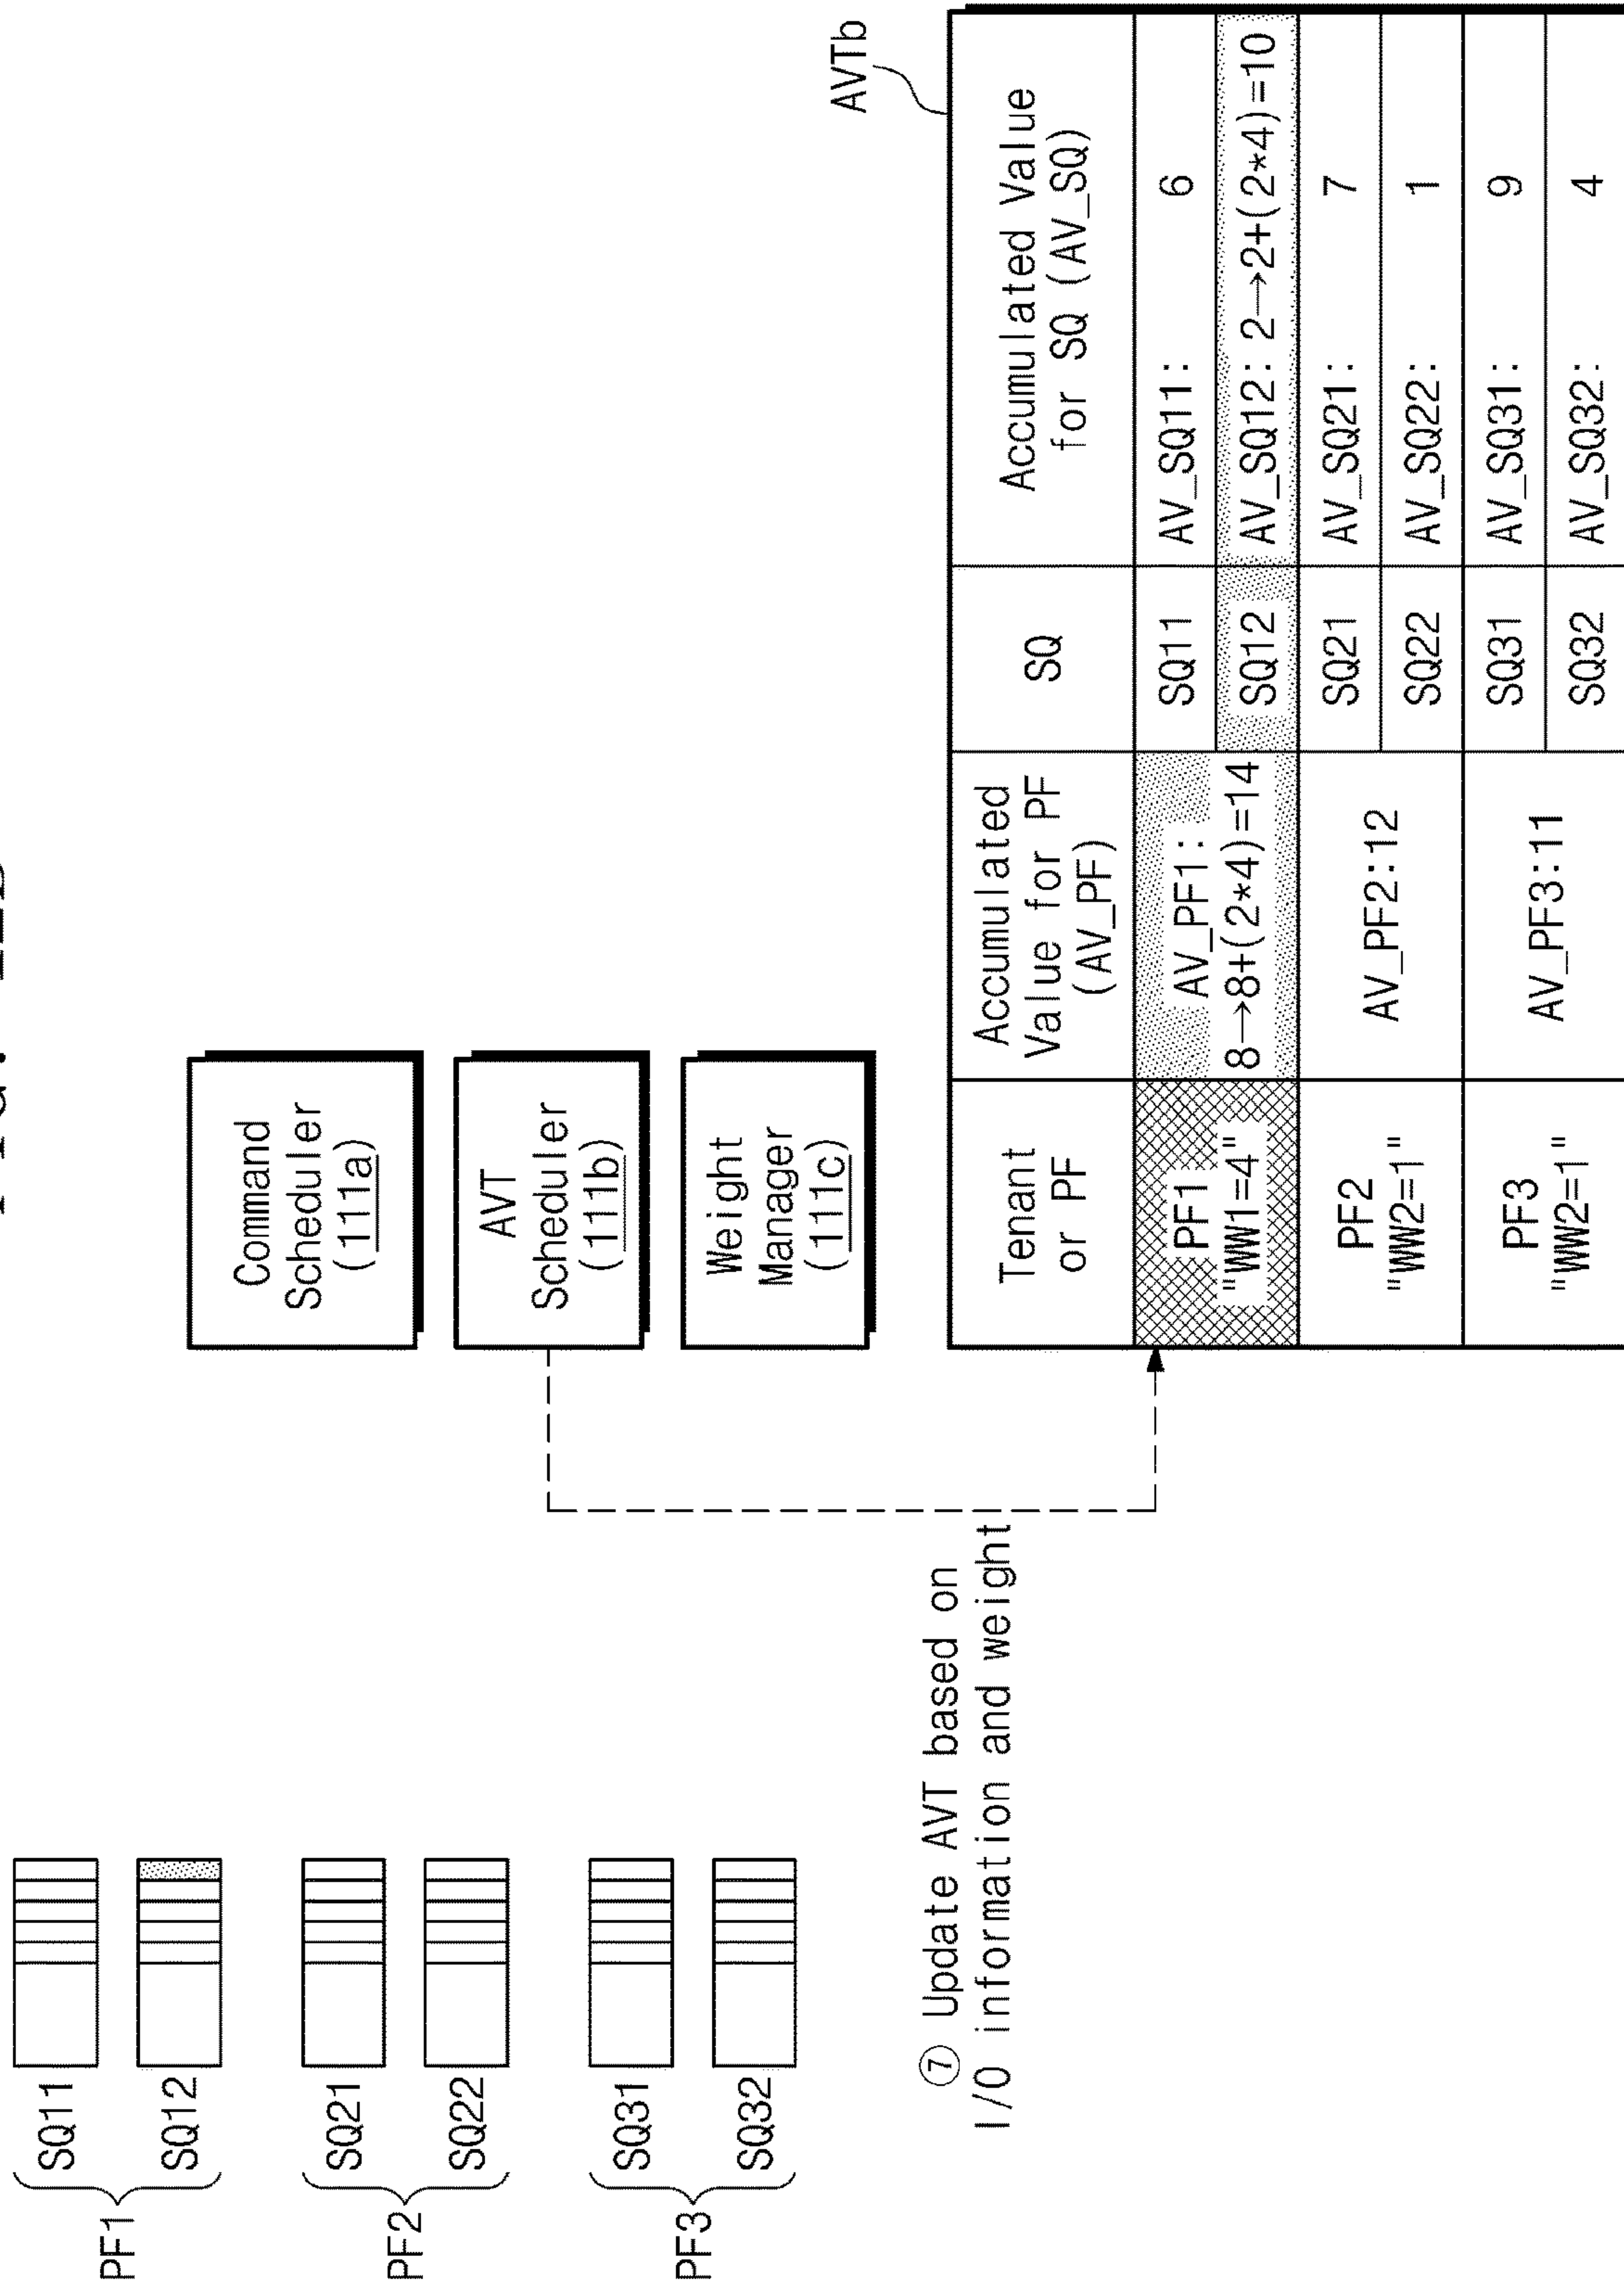 PF1
SQ11
SQ12
PF2
SQ21
SQ22
PF3
SQ31
SQ32
Command
Scheduler
(111a)
AVT
Scheduler
(111b)
Weight
Manager
(111c)
⑦ Update AVT based on
I/O information and weight
AVTb
Tenant
or PF
Accumulated
Value for PF
(AV_PF)
SQ
Accumulated Value
for SQ (AV_SQ)
PF1
"WW1=4"
AV_PF1:
8→8+(2*4)=14
SQ11
AV_SQ11: 6
SQ12
AV_SQ12: 2→2+(2*4)=10
PF2
"WW2=1"
AV_PF2:12
SQ21
AV_SQ21: 7
SQ22
AV_SQ22: 1
PF3
"WW2=1"
AV_PF3:11
SQ31
AV_SQ31: 9
SQ32
AV_SQ32: 4